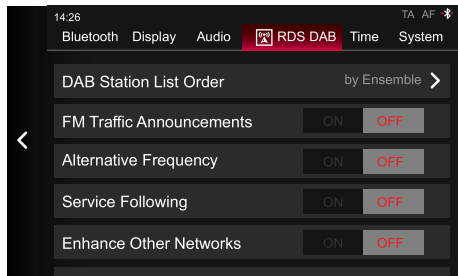 14:26 TA AF
Bluetooth Display Audio RDS DAB Time System
DAB Station List Order by Ensemble
FM Traffic Announcements ON OFF
Alternative Frequency ON OFF
Service Following ON OFF
Enhance Other Networks ON OFF